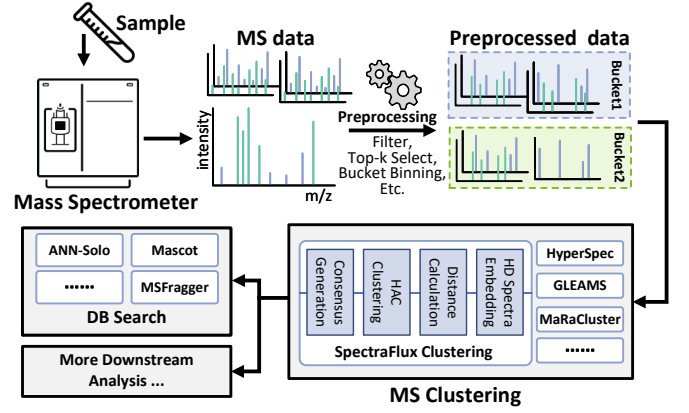 Sample
MS data
Preprocessed data
intensity
m/z
Mass Spectrometer
Preprocessing
Filter,
Top-k Select,
Bucket Binning,
Etc.
Bucket1
Bucket2
ANN-Solo
Mascot
······
MSFragger
DB Search
More Downstream
Analysis ...
Consensus
Generation
HAC
Clustering
Distance
Calculation
HD Spectra
Embedding
SpectraFlux Clustering
HyperSpec
GLEAMS
MaRaCluster
······
MS Clustering